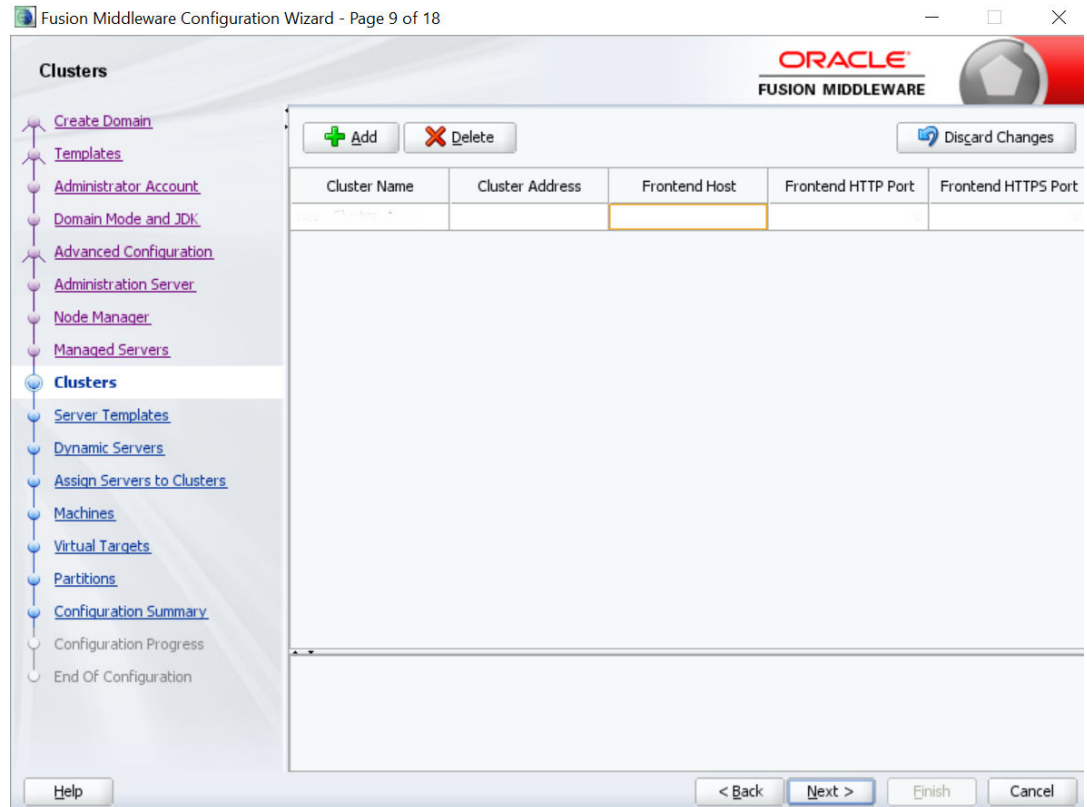 Fusion Middleware Configuration Wizard - Page 9 of 18
Clusters
ORACLE
FUSION MIDDLEWARE
Create Domain
Templates
Administrator Account
Domain Mode and JDK
Advanced Configuration
Administration Server
Node Manager
Managed Servers
Clusters
Server Templates
Dynamic Servers
Assign Servers to Clusters
Machines
Virtual Targets
Partitions
Configuration Summary
Configuration Progress
End Of Configuration
Add Delete Discard Changes
Cluster Name Cluster Address Frontend Host Frontend HTTP Port Frontend HTTPS Port
Help < Back Next > Finish Cancel